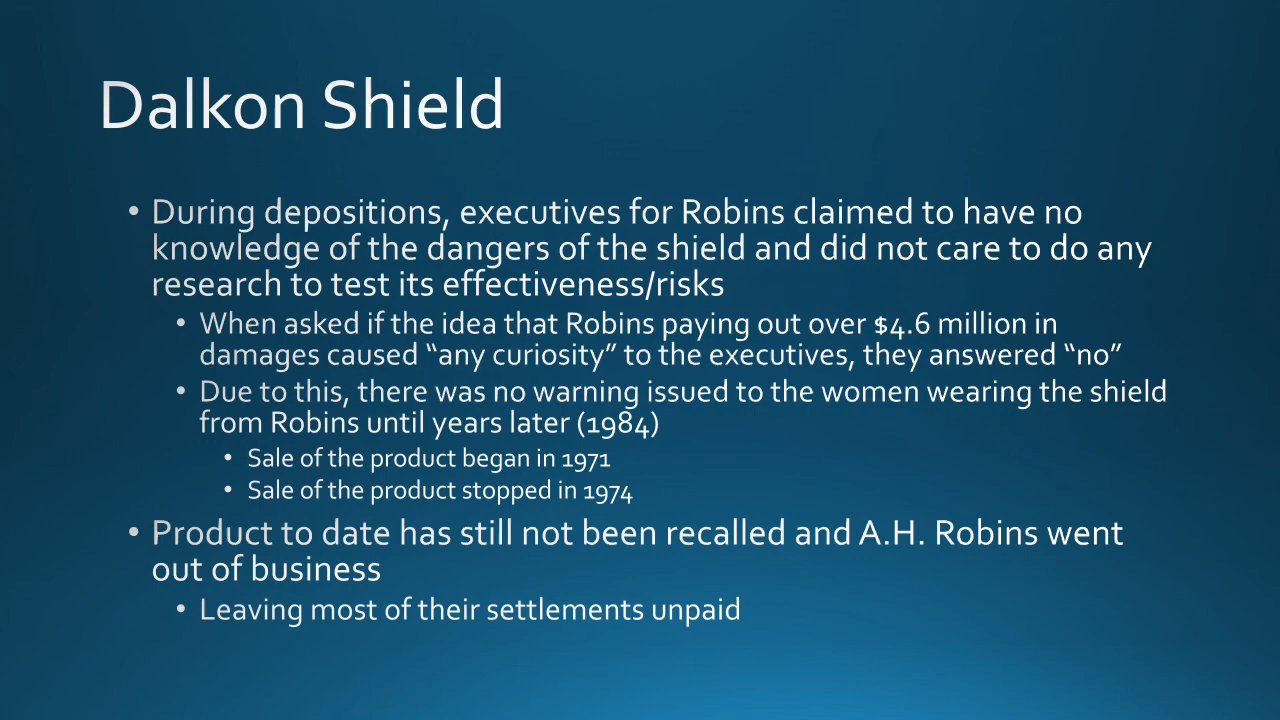 Dalkon Shield
• During depositions, executives for Robins claimed to have no
knowledge of the dangers of the shield and did not care to do any
research to test its effectiveness/risks
• When asked if the idea that Robins paying out over $4.6 million in
damages caused “any curiosity” to the executives, they answered “no”
• Due to this, there was no warning issued to the women wearing the shield
from Robins until years later (1984)
• Sale of the product began in 1971
• Sale of the product stopped in 1974
• Product to date has still not been recalled and A.H. Robins went
out of business
• Leaving most of their settlements unpaid